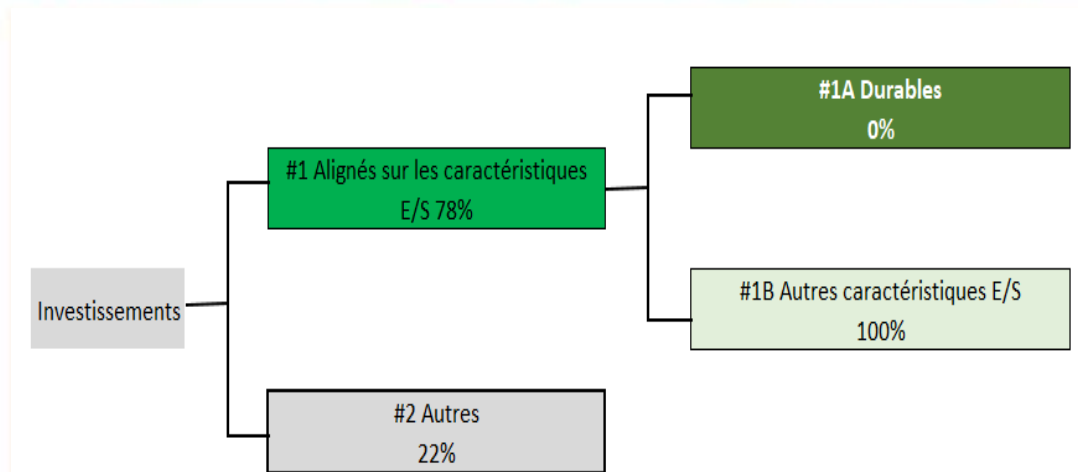 #1A Durables
0%
#1 Alignés sur les caractéristiques
E/S 78%
Investissements
#1B Autres caractéristiques E/S
100%
#2 Autres
22%